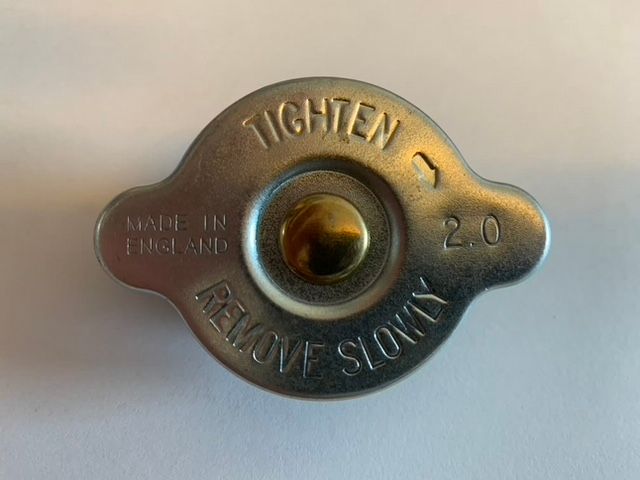 TIGHTEN
MADE IN
ENGLAND
2.0
REMOVE SLOWLY